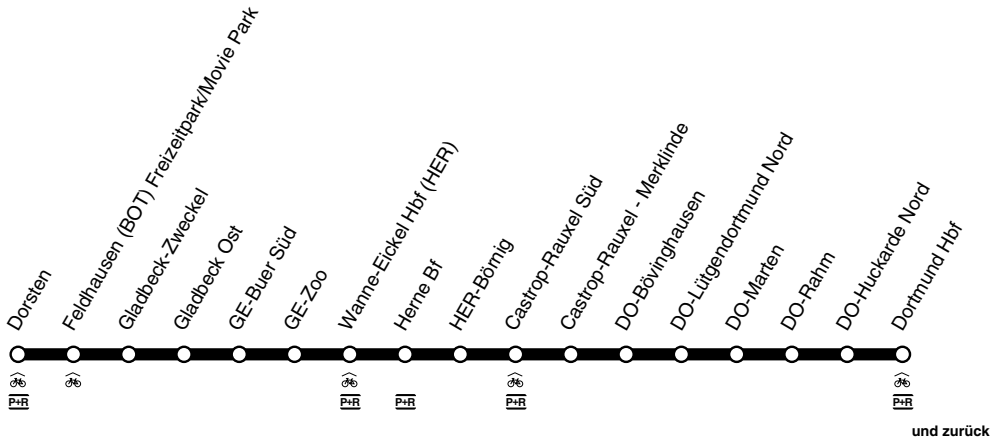 Dorsten
Feldhausen (BOT) Freizeitpark/Movie Park
Gladbeck-Zweckel
Gladbeck Ost
GE-Buer Süd
GE-Zoo
Wanne-Eickel Hbf (HER)
Herne Bf
HER-Börnig
Castrop-Rauxel Süd
Castrop-Rauxel - Merklinde
DO-Bövinghausen
DO-Lütgendortmund Nord
DO-Marten
DO-Rahm
DO-Huckarde Nord
Dortmund Hbf
P+R
P+R
P+R
P+R
P+R
und zurück